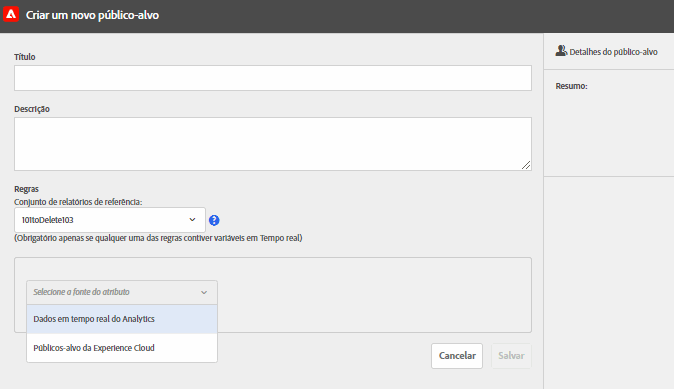 Criar um novo público-alvo
Título
Detalhes do público-alvo
Resumo:
Descrição
Regras
Conjunto de relatórios de referência:
101toDelete103
?
(Obrigatório apenas se qualquer uma das regras contiver variáveis em Tempo real)
Selecione a fonte do atributo
Dados em tempo real do Analytics
Públicos-alvo da Experience Cloud
Cancelar
Salvar